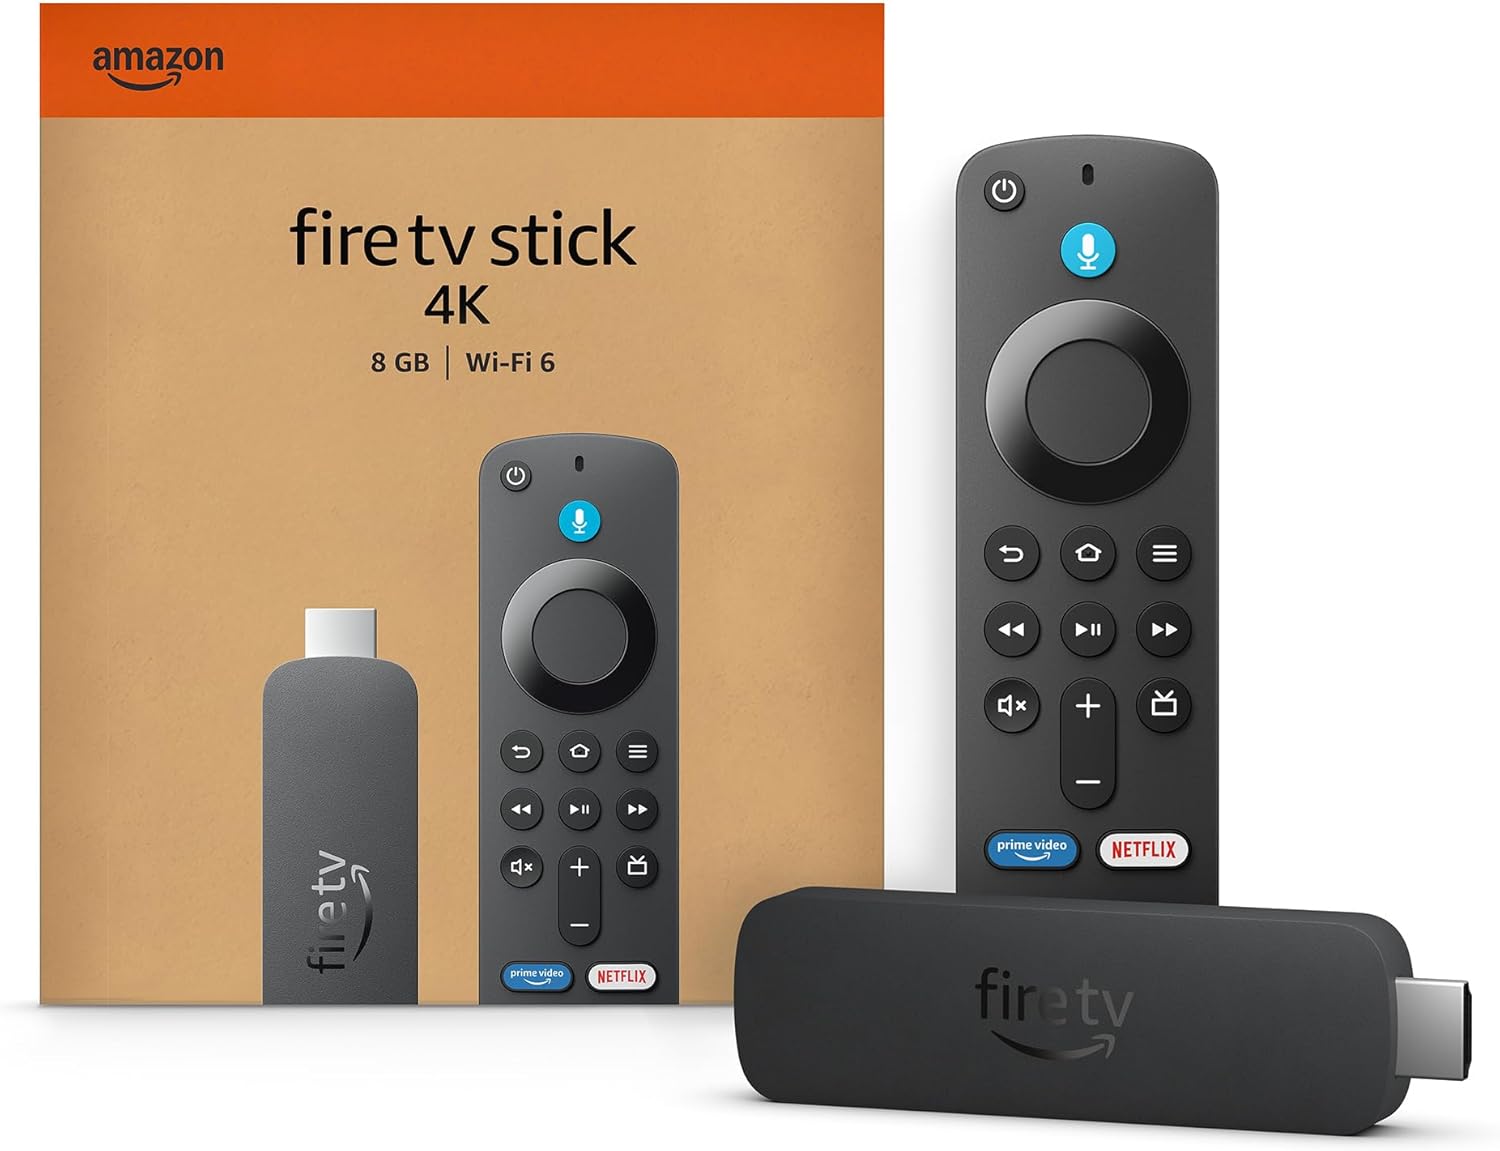 amazon
fire tv stick
4K
8 GB | Wi-Fi 6
fire tv
prime video
NETFLIX
prime video
NETFLIX
fire tv